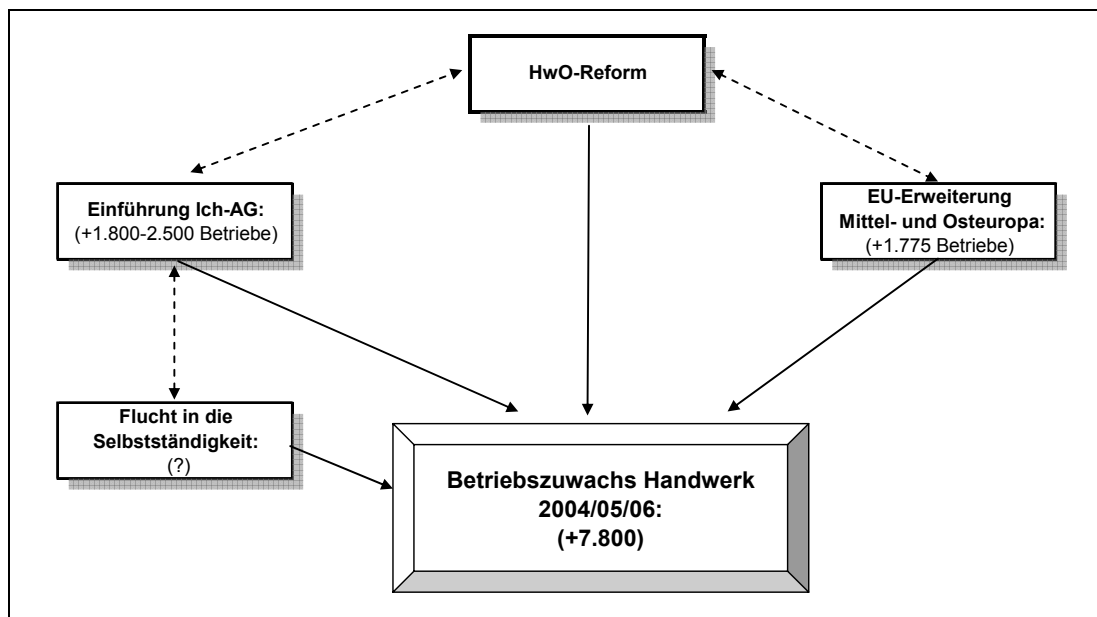 HwO-Reform
Einführung Ich-AG:
(+1.800-2.500 Betriebe)
EU-Erweiterung
Mittel- und Osteuropa:
(+1.775 Betriebe)
Flucht in die
Selbstständigkeit:
(?)
Betriebszuwachs Handwerk
2004/05/06:
(+7.800)